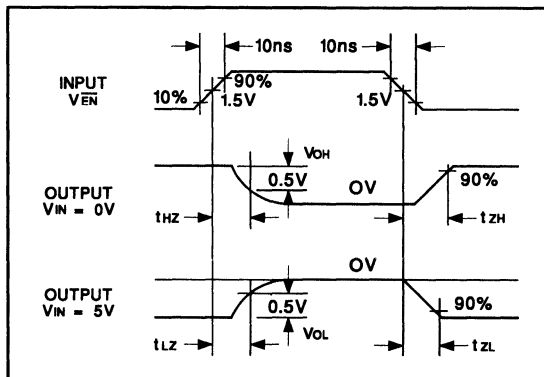 10ns 10ns
INPUT
VEN
10% 90% 1.5V 1.5V
VOH
OUTPUT
VIN = 0V
0.5V OV 90%
tHZ tZH
OV
OUTPUT
VIN = 5V
0.5V 90%
VOL
tLZ tZL